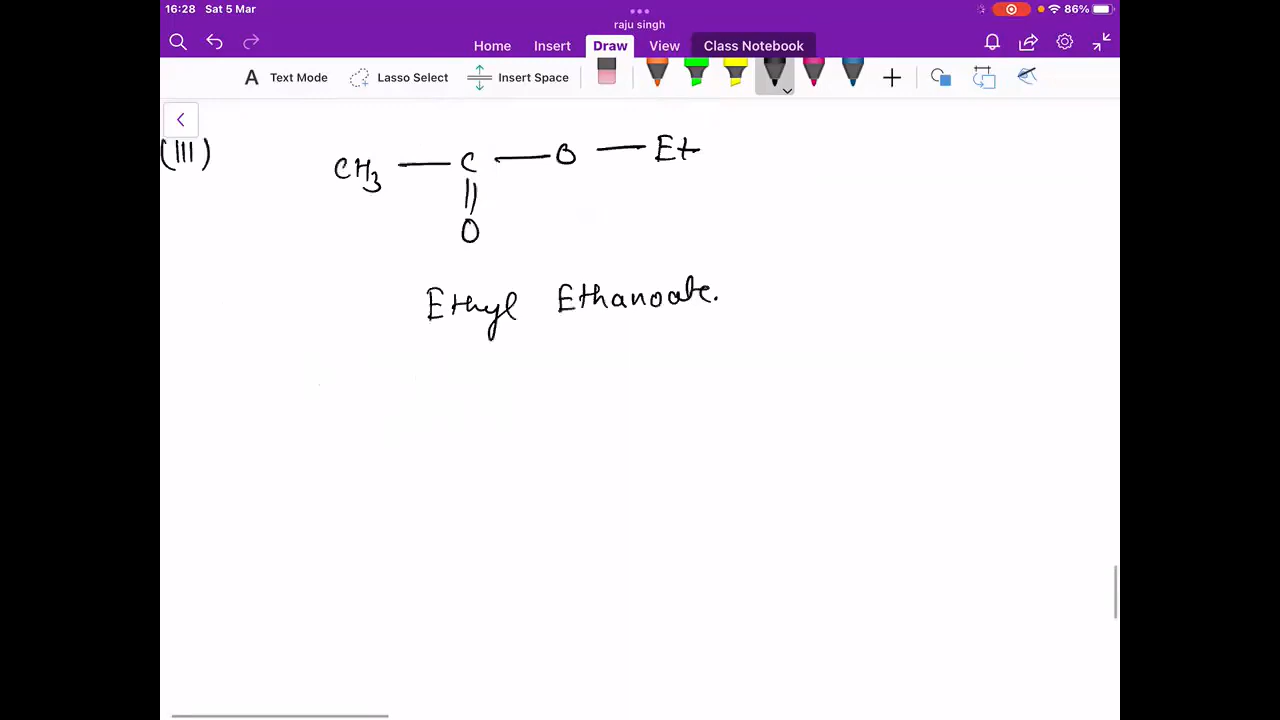 16:28 Sat 5 Mar
86%
raju singh
Home Insert Draw View Class Notebook
A Text Mode Lasso Select Insert Space
(III)
CH3 — C — O — Et
||
O
Ethyl Ethanoate.